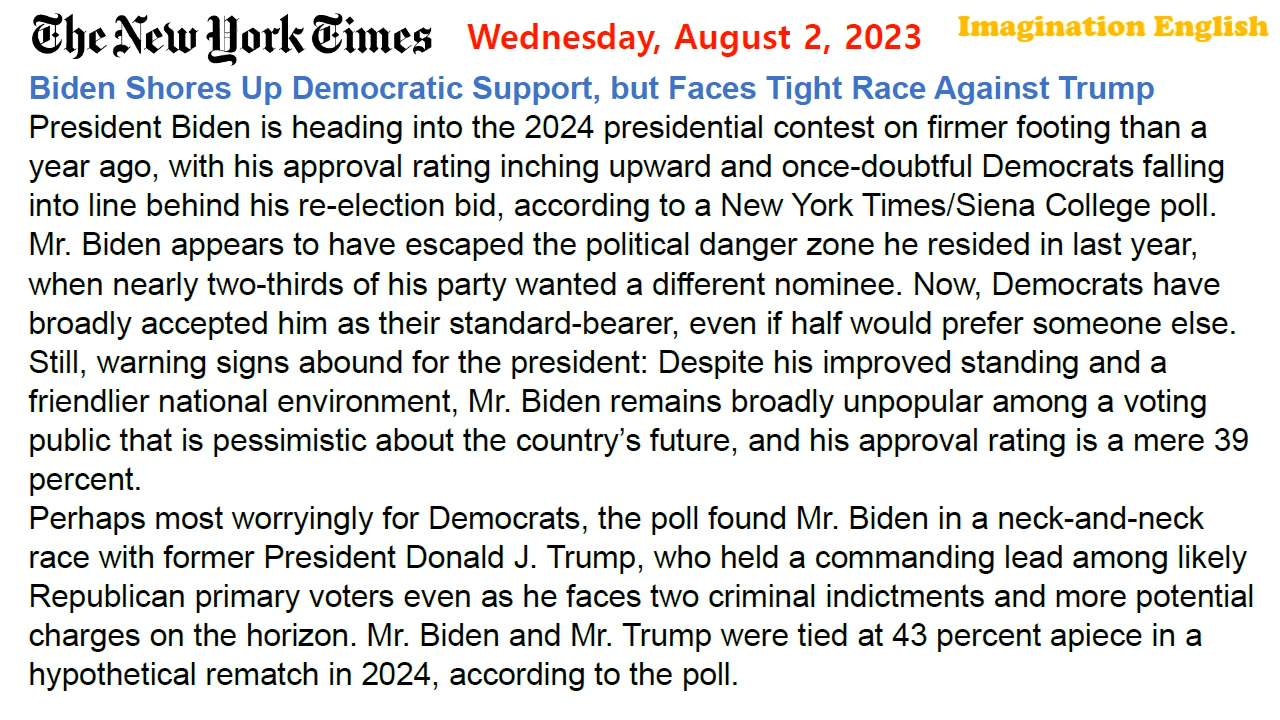 The New York Times Wednesday, August 2, 2023 Imagination English
Biden Shores Up Democratic Support, but Faces Tight Race Against Trump
President Biden is heading into the 2024 presidential contest on firmer footing than a
year ago, with his approval rating inching upward and once-doubtful Democrats falling
into line behind his re-election bid, according to a New York Times/Siena College poll.
Mr. Biden appears to have escaped the political danger zone he resided in last year,
when nearly two-thirds of his party wanted a different nominee. Now, Democrats have
broadly accepted him as their standard-bearer, even if half would prefer someone else.
Still, warning signs abound for the president: Despite his improved standing and a
friendlier national environment, Mr. Biden remains broadly unpopular among a voting
public that is pessimistic about the country’s future, and his approval rating is a mere 39
percent.
Perhaps most worryingly for Democrats, the poll found Mr. Biden in a neck-and-neck
race with former President Donald J. Trump, who held a commanding lead among likely
Republican primary voters even as he faces two criminal indictments and more potential
charges on the horizon. Mr. Biden and Mr. Trump were tied at 43 percent apiece in a
hypothetical rematch in 2024, according to the poll.